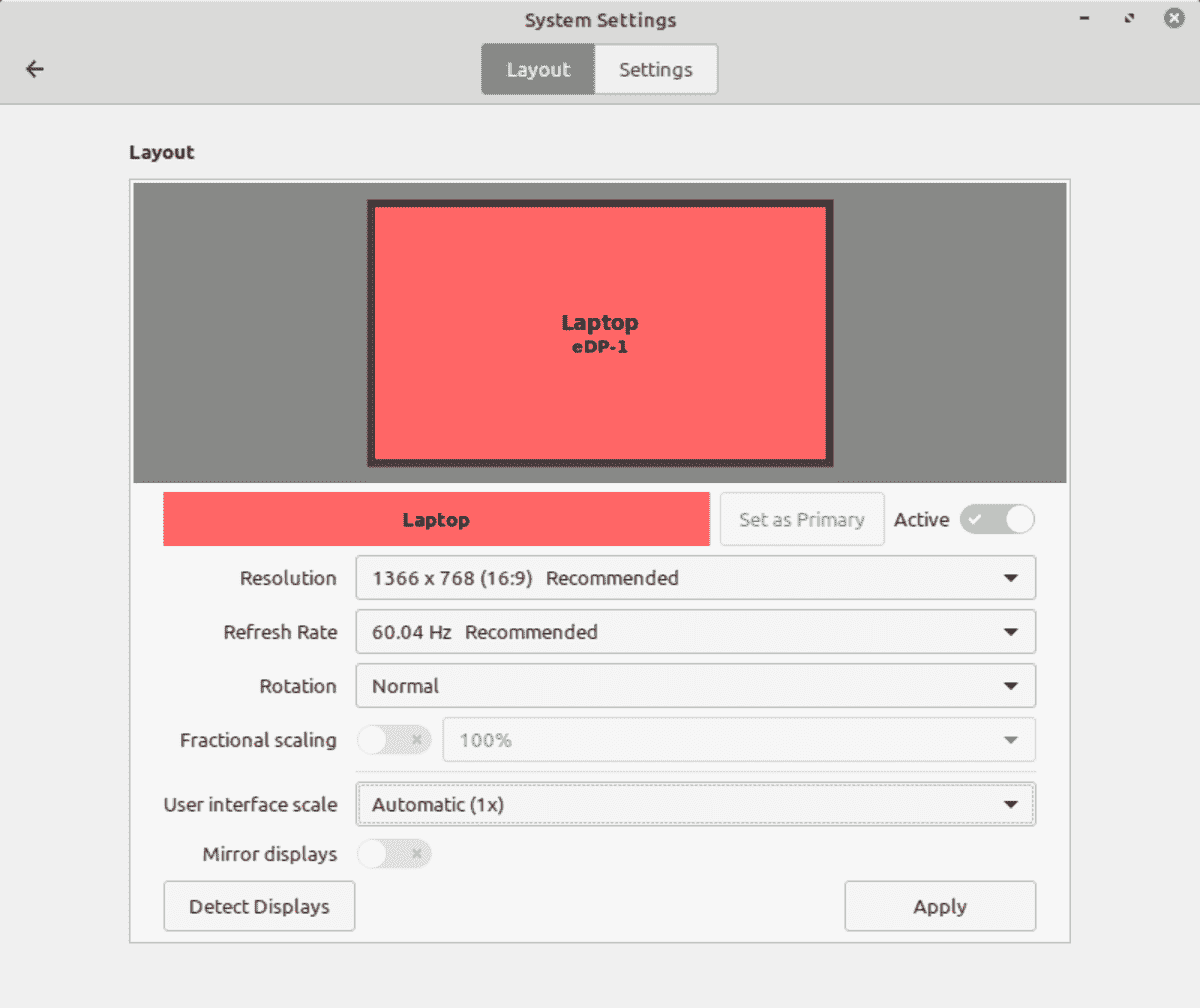 System Settings
Layout Settings
Layout
Laptop
eDP-1
Laptop Set as Primary Active
Resolution 1366 x 768 (16:9) Recommended
Refresh Rate 60.04 Hz Recommended
Rotation Normal
Fractional scaling 100%
User interface scale Automatic (1x)
Mirror displays
Detect Displays Apply